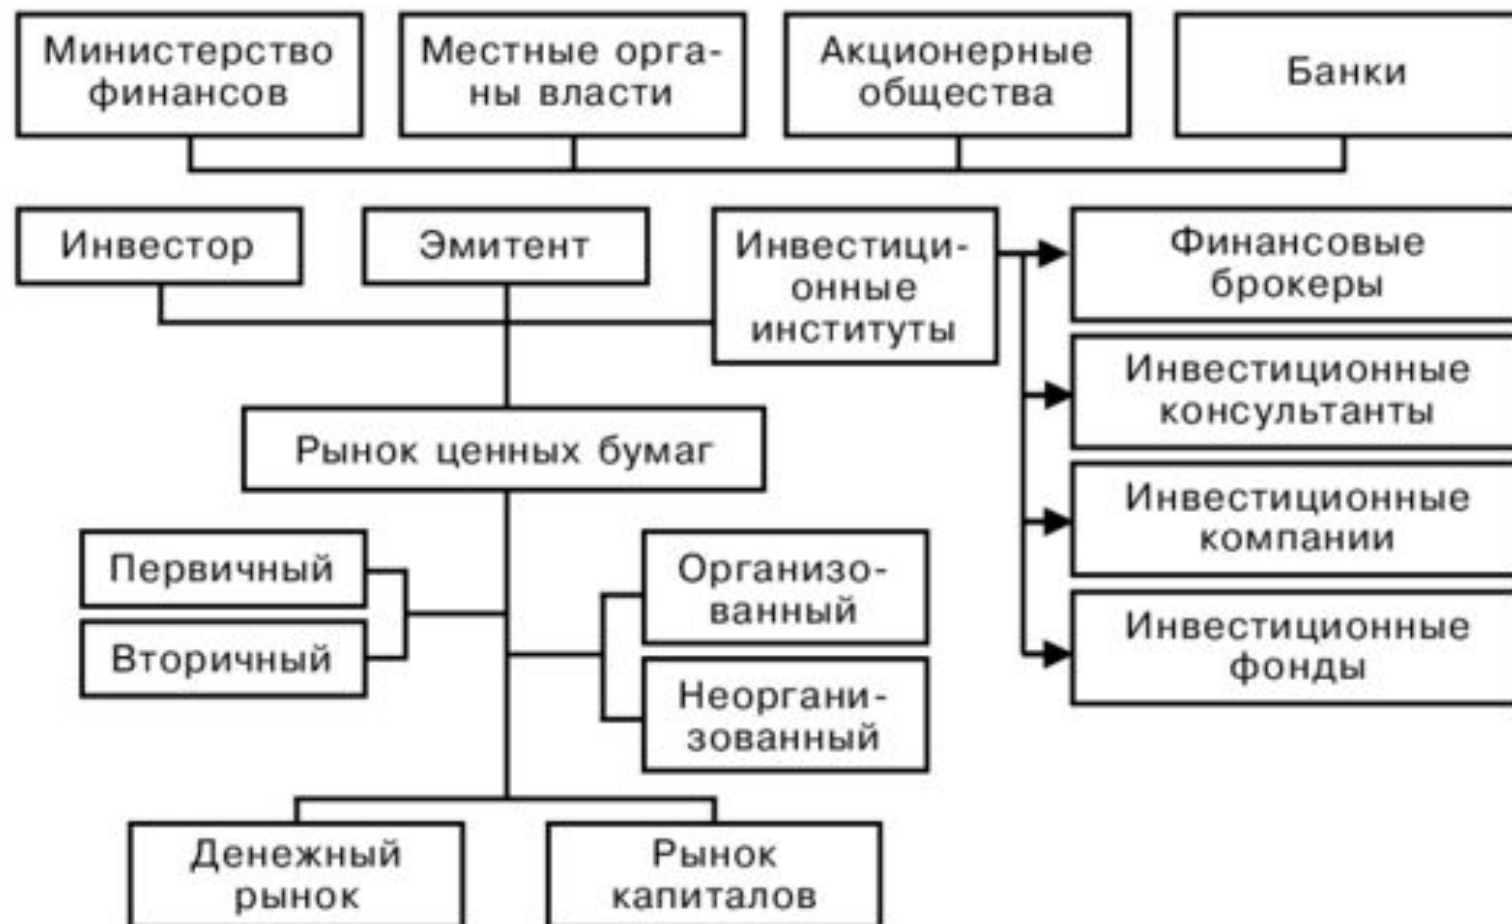 Министерство
финансов
Местные орга-
ны власти
Акционерные
общества
Банки
Инвестор
Эмитент
Инвестици-
онные
институты
Финансовые
брокеры
Инвестиционные
консультанты
Инвестиционные
компании
Инвестиционные
фонды
Рынок ценных бумаг
Первичный
Вторичный
Организо-
ванный
Неоргани-
зованный
Денежный
рынок
Рынок
капиталов